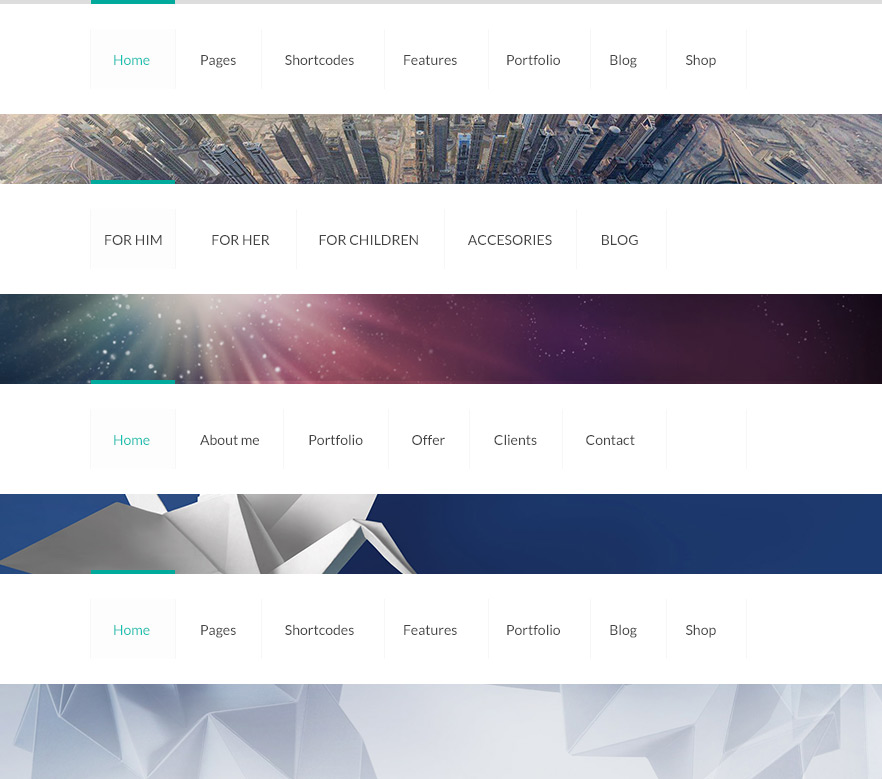 Home Pages Shortcodes Features Portfolio Blog Shop
FOR HIM FOR HER FOR CHILDREN ACCESORIES BLOG
Home About me Portfolio Offer Clients Contact
Home Pages Shortcodes Features Portfolio Blog Shop